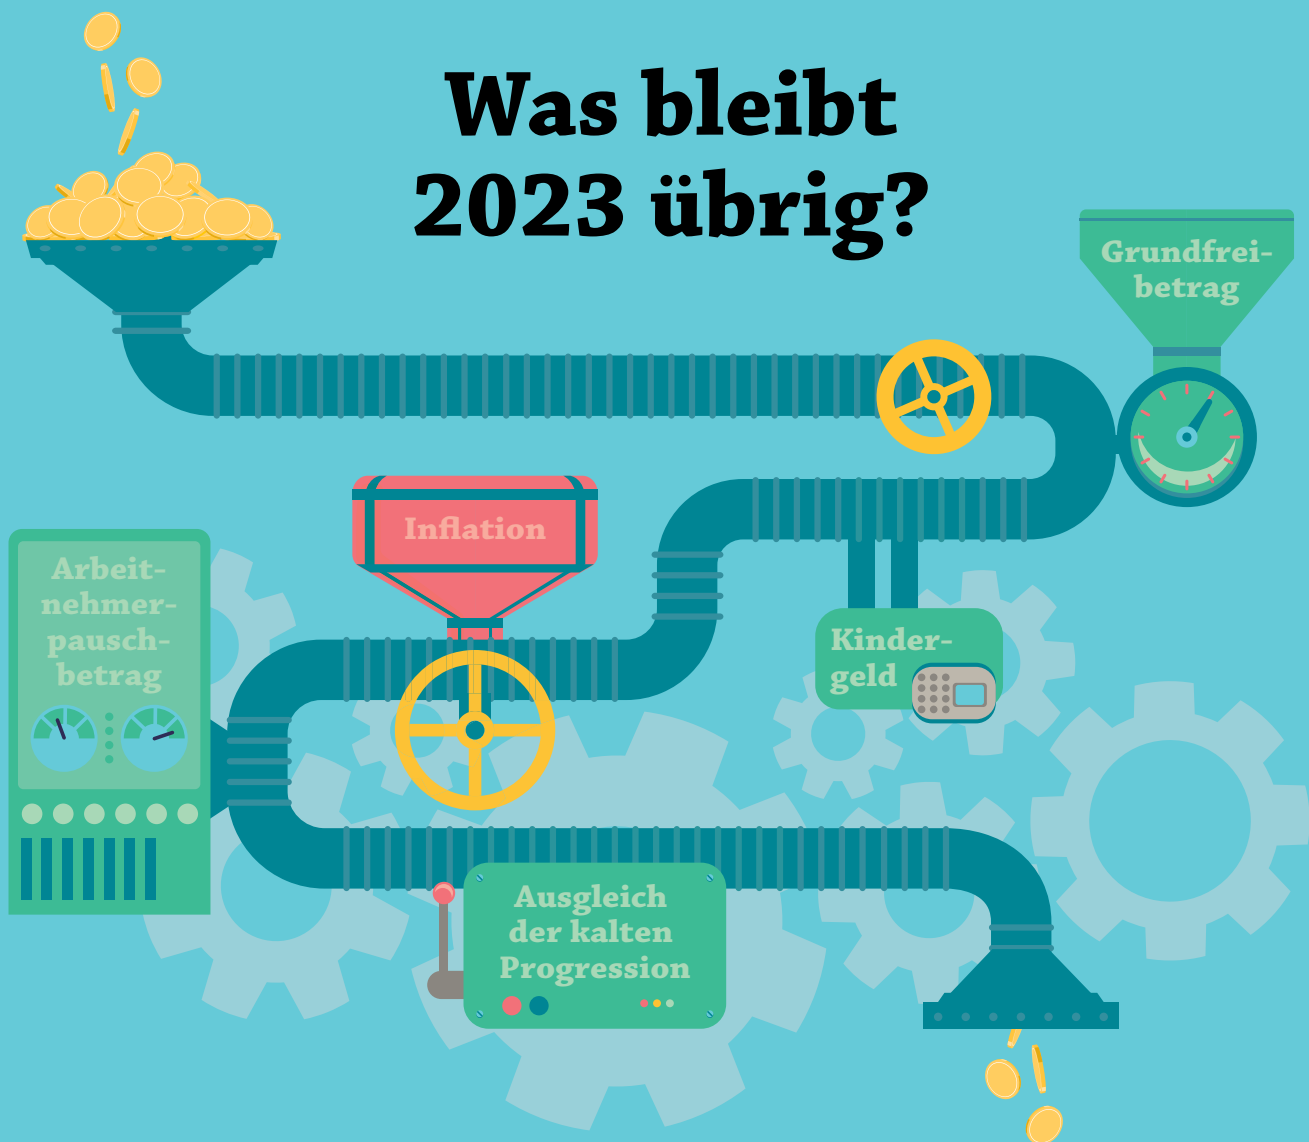 Was bleibt
2023 übrig?
Grundfrei-
betrag
Inflation
Arbeit-
nehmer-
pausch-
betrag
Kinder-
geld
Ausgleich
der kalten
Progression